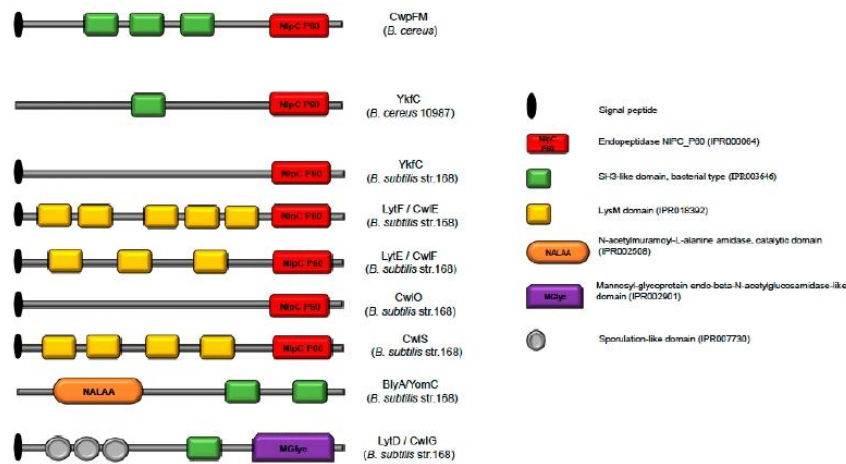 NlpC P60
CwpFM
(B. cereus)
NlpC P60
YkfC
(B. cereus 10987)
NlpC P60
YkfC
(B. subtilis str.168)
NlpC P60
LytF / CwlE
(B. subtilis str.168)
NlpC P60
LytE / CwlF
(B. subtilis str.168)
NlpC P60
CwlO
(B. subtilis str.168)
NlpC P60
CwlS
(B. subtilis str.168)
NALAA
BlyA/YomC
(B. subtilis str.168)
MGlyc
LytD / CwlG
(B. subtilis str.168)
Signal peptide
NlpC
P60
Endopeptidase NLPC_P60 (IPR000064)
SH3-like domain, bacterial type (IPR003646)
LysM domain (IPR018392)
NALAA
N-acetylmuramoyl-L-alanine amidase, catalytic domain
(IPR002508)
MGlyc
Mannosyl-glycoprotein endo-beta-N-acetylglucosamidase-like
domain (IPR002901)
Sporulation-like domain (IPR007730)